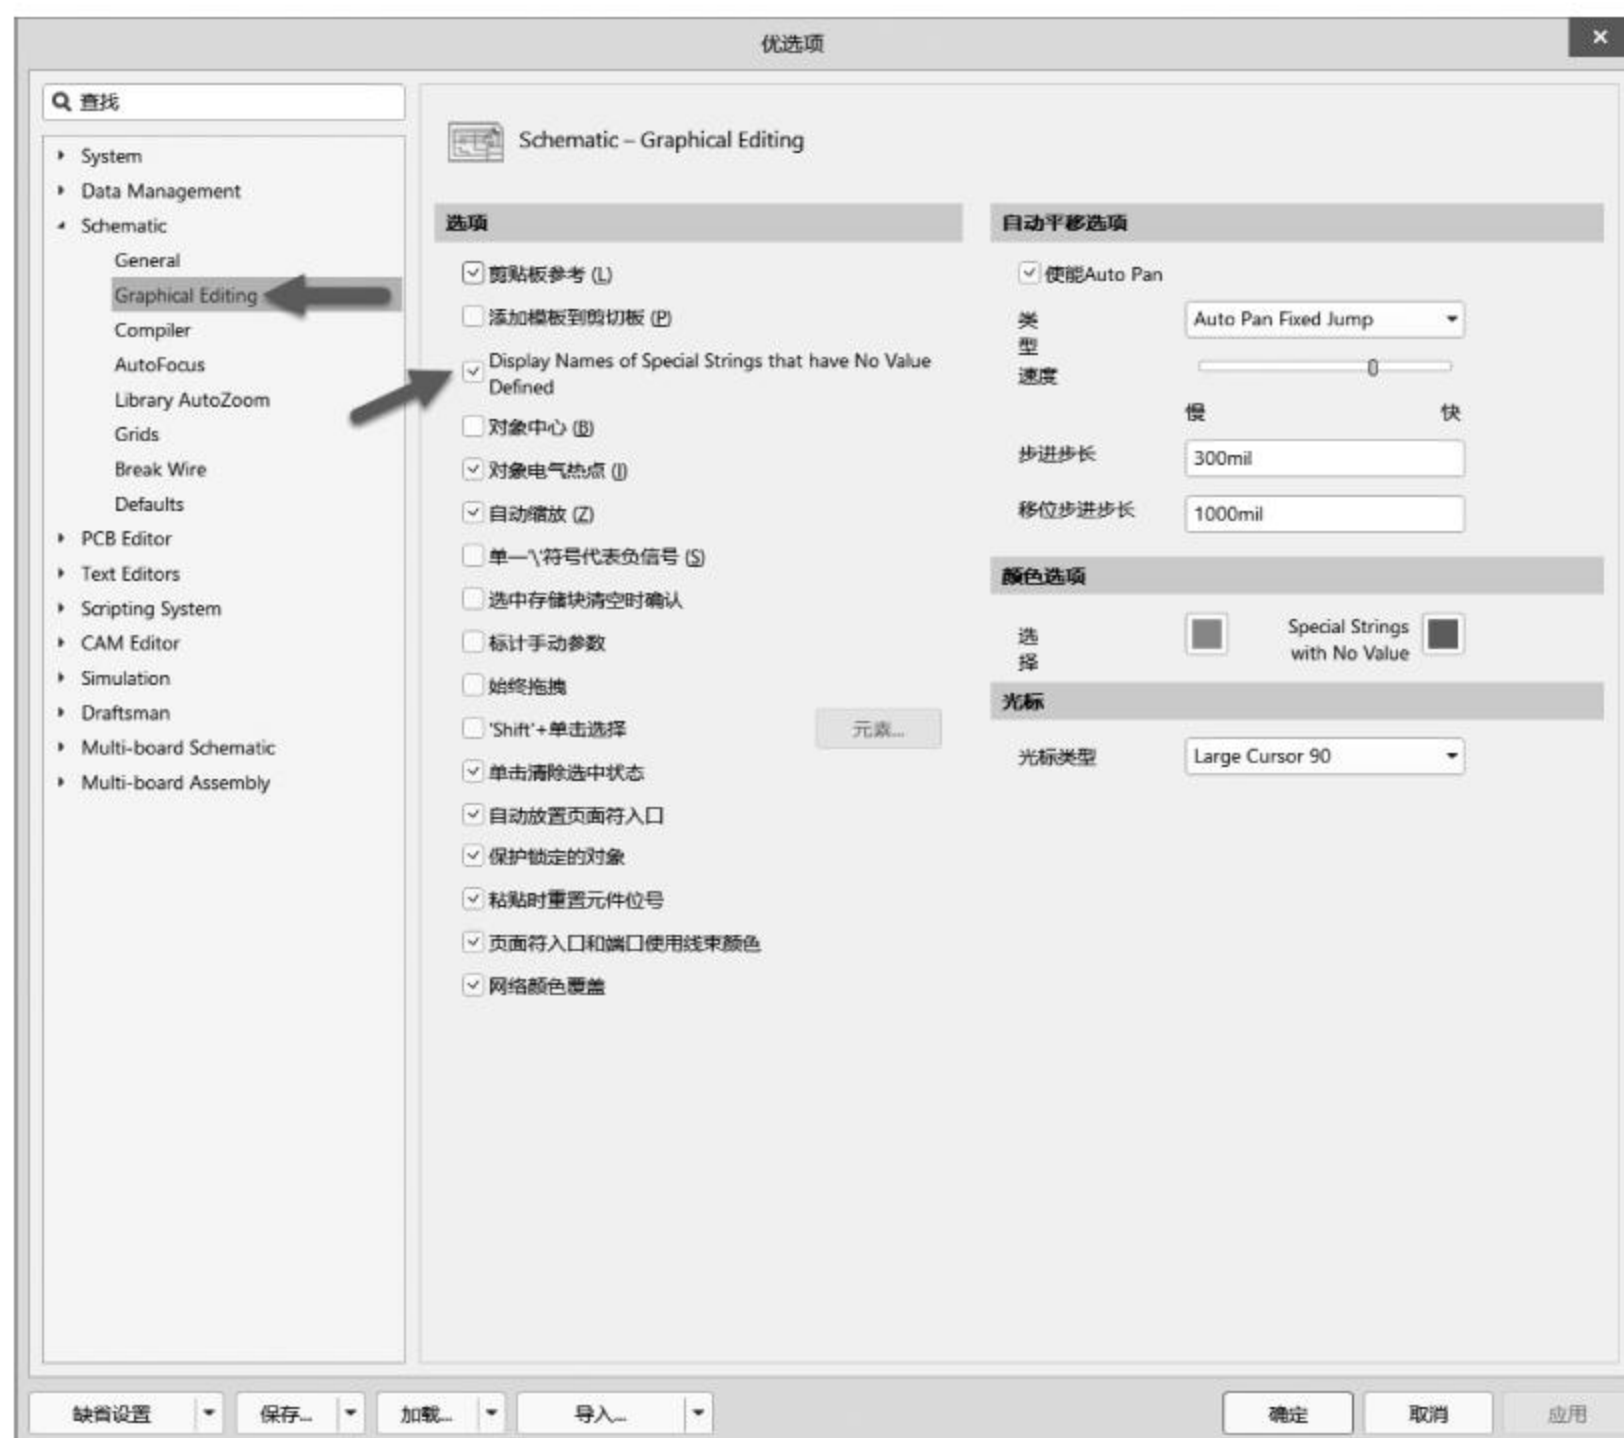 优选项
查找
System
Data Management
Schematic
General
Graphical Editing
Compiler
AutoFocus
Library AutoZoom
Grids
Break Wire
Defaults
PCB Editor
Text Editors
Scripting System
CAM Editor
Simulation
Draftsman
Multi-board Schematic
Multi-board Assembly
Schematic – Graphical Editing
选项
剪贴板参考 (L)
添加模板到剪切板 (P)
Display Names of Special Strings that have No Value
Defined
对象中心 (B)
对象电气热点 (I)
自动缩放 (Z)
单一'\'符号代表负信号 (S)
选中存储块清空时确认
标计手动参数
始终拖拽
'Shift'+单击选择
元素...
单击清除选中状态
自动放置页面符入口
保护锁定的对象
粘贴时重置元件位号
页面符入口和端口使用线束颜色
网络颜色覆盖
自动平移选项
使能Auto Pan
类
型
Auto Pan Fixed Jump
速度
慢 快
步进步长 300mil
移位步进步长 1000mil
颜色选项
选
择
Special Strings
with No Value
光标
光标类型 Large Cursor 90
缺省设置 保存... 加载... 导入... 确定 取消 应用